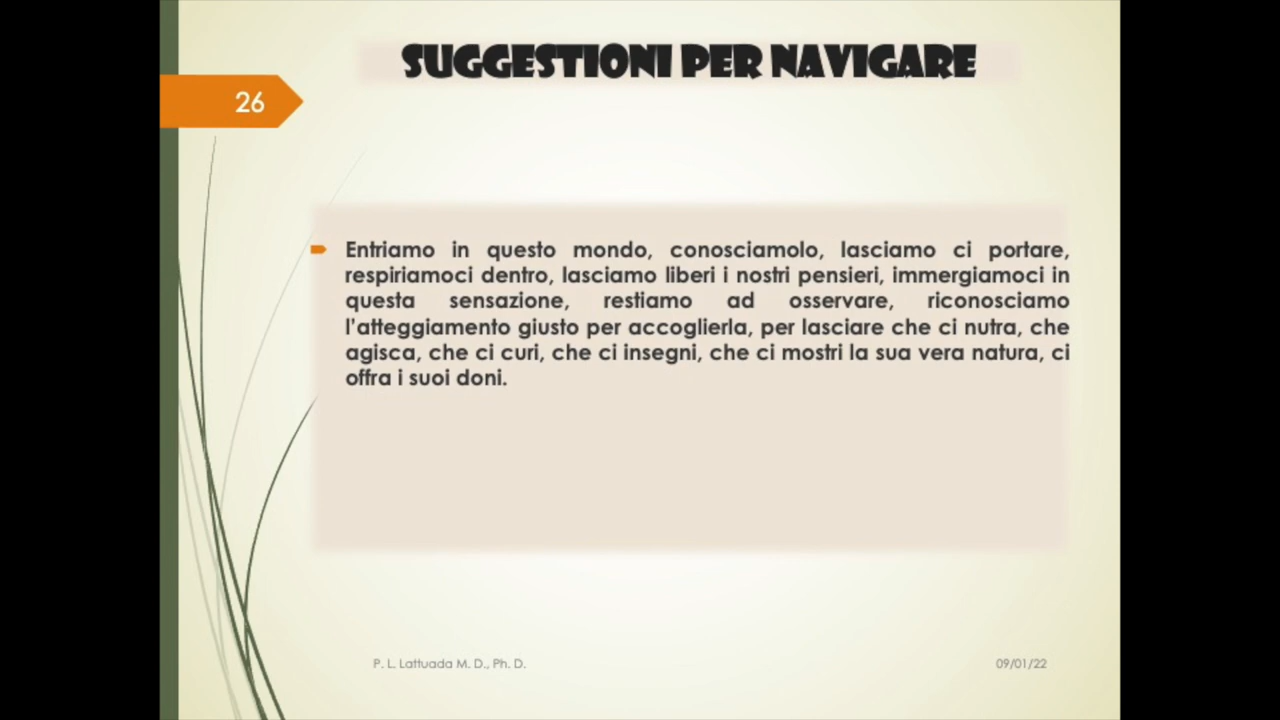 SUGGESTIONI PER NAVIGARE
26
Entriamo in questo mondo, conosciamolo, lasciamo ci portare,
respiriamoci dentro, lasciamo liberi i nostri pensieri, immergiamoci in
questa sensazione, restiamo ad osservare, riconosciamo
l'atteggiamento giusto per accoglierla, per lasciare che ci nutra, che
agisca, che ci curi, che ci insegni, che ci mostri la sua vera natura, ci
offra i suoi doni.
P. L. Lattuada M. D., Ph. D.
09/01/22